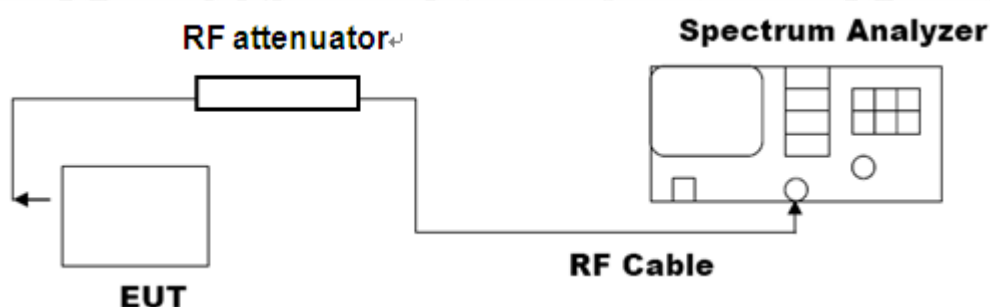 RF attenuator↵
Spectrum Analyzer
RF Cable
EUT